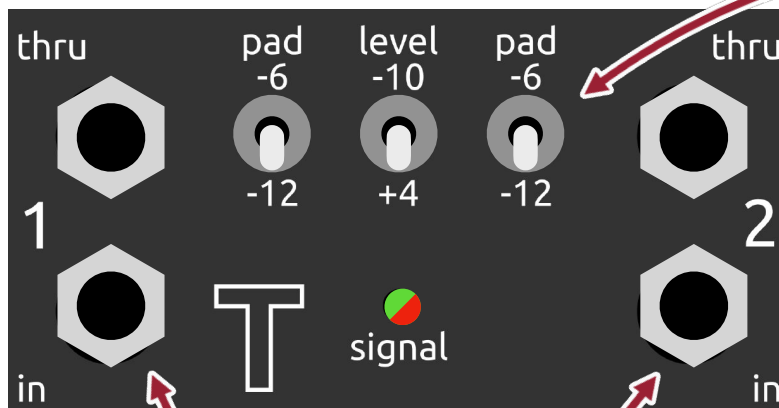 thru
pad
level
pad
thru
-6
-10
-6
-12
+4
-12
1
2
T
signal
in
in